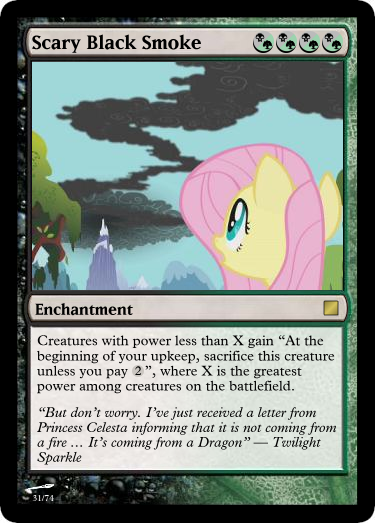 Scary Black Smoke
Enchantment
Creatures with power less than X gain “At the
beginning of your upkeep, sacrifice this creature
unless you pay 2”, where X is the greatest
power among creatures on the battlefield.
“But don’t worry. I’ve just received a letter from
Princess Celesta informing that it is not coming from
a fire … It’s coming from a Dragon” — Twilight
Sparkle
31/74